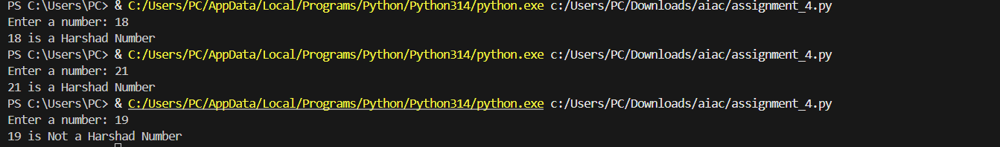 PS C:\Users\PC> & C:/Users/PC/AppData/Local/Programs/Python/Python314/python.exe c:/Users/PC/Downloads/aiac/assignment_4.py
Enter a number: 18
18 is a Harshad Number
PS C:\Users\PC> & C:/Users/PC/AppData/Local/Programs/Python/Python314/python.exe c:/Users/PC/Downloads/aiac/assignment_4.py
Enter a number: 21
21 is a Harshad Number
PS C:\Users\PC> & C:/Users/PC/AppData/Local/Programs/Python/Python314/python.exe c:/Users/PC/Downloads/aiac/assignment_4.py
Enter a number: 19
19 is Not a Harshad Number